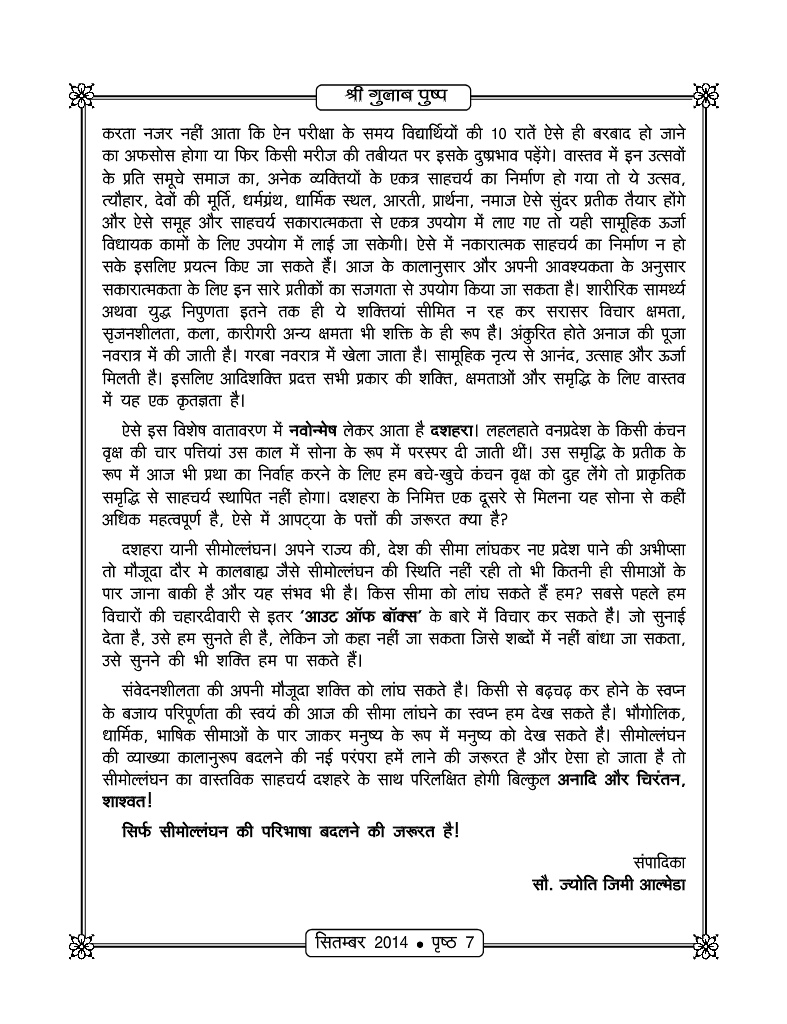 श्री गुलाब पुष्प
करता नजर नहीं आता कि ऐन परीक्षा के समय विद्यार्थियों की 10 रातें ऐसे ही बरबाद हो जाने
का अफसोस होगा या फिर किसी मरीज की तबीयत पर इसके दुष्प्रभाव पड़ेंगे। वास्तव में इन उत्सवों
के प्रति समूचे समाज का, अनेक व्यक्तियों के एकत्र साहचर्य का निर्माण हो गया तो ये उत्सव,
त्यौहार, देवों की मूर्ति, धर्मग्रंथ, धार्मिक स्थल, आरती, प्रार्थना, नमाज ऐसे सुंदर प्रतीक तैयार होंगे
और ऐसे समूह और साहचर्य सकारात्मकता से एकत्र उपयोग में लाए गए तो यही सामूहिक ऊर्जा
विधायक कामों के लिए उपयोग में लाई जा सकेगी। ऐसे में नकारात्मक साहचर्य का निर्माण न हो
सके इसलिए प्रयत्न किए जा सकते हैं। आज के कालानुसार और अपनी आवश्यकता के अनुसार
सकारात्मकता के लिए इन सारे प्रतीकों का सजगता से उपयोग किया जा सकता है। शारीरिक सामर्थ्य
अथवा युद्ध निपुणता इतने तक ही ये शक्तियां सीमित न रह कर सरासर विचार क्षमता,
सृजनशीलता, कला, कारीगरी अन्य क्षमता भी शक्ति के ही रूप है। अंकुरित होते अनाज की पूजा
नवरात्र में की जाती है। गरबा नवरात्र में खेला जाता है। सामूहिक नृत्य से आनंद, उत्साह और ऊर्जा
मिलती है। इसलिए आदिशक्ति प्रदत्त सभी प्रकार की शक्ति, क्षमताओं और समृद्धि के लिए वास्तव
में यह एक कृतज्ञता है।
ऐसे इस विशेष वातावरण में नवोन्मेष लेकर आता है दशहरा। लहलहाते वनप्रदेश के किसी कंचन
वृक्ष की चार पत्तियां उस काल में सोना के रूप में परस्पर दी जाती थीं। उस समृद्धि के प्रतीक के
रूप में आज भी प्रथा का निर्वाह करने के लिए हम बचे-खुचे कंचन वृक्ष को दुह लेंगे तो प्राकृतिक
समृद्धि से साहचर्य स्थापित नहीं होगा। दशहरा के निमित्त एक दूसरे से मिलना यह सोना से कहीं
अधिक महत्वपूर्ण है, ऐसे में आपट्या के पत्तों की जरूरत क्या है?
दशहरा यानी सीमोल्लंघन। अपने राज्य की, देश की सीमा लांघकर नए प्रदेश पाने की अभीप्सा
तो मौजूदा दौर मे कालबाह्य जैसे सीमोल्लंघन की स्थिति नहीं रही तो भी कितनी ही सीमाओं के
पार जाना बाकी है और यह संभव भी है। किस सीमा को लांघ सकते हैं हम? सबसे पहले हम
विचारों की चहारदीवारी से इतर ‘आउट ऑफ बॉक्स’ के बारे में विचार कर सकते है। जो सुनाई
देता है, उसे हम सुनते ही है, लेकिन जो कहा नहीं जा सकता जिसे शब्दों में नहीं बांधा जा सकता,
उसे सुनने की भी शक्ति हम पा सकते हैं।
संवेदनशीलता की अपनी मौजूदा शक्ति को लांघ सकते है। किसी से बढ़चढ़ कर होने के स्वप्न
के बजाय परिपूर्णता की स्वयं की आज की सीमा लांघने का स्वप्न हम देख सकते है। भौगोलिक,
धार्मिक, भाषिक सीमाओं के पार जाकर मनुष्य के रूप में मनुष्य को देख सकते है। सीमोल्लंघन
की व्याख्या कालानुरूप बदलने की नई परंपरा हमें लाने की जरूरत है और ऐसा हो जाता है तो
सीमोल्लंघन का वास्तविक साहचर्य दशहरे के साथ परिलक्षित होगी बिल्कुल अनादि और चिरंतन,
शाश्वत!
सिर्फ सीमोल्लंघन की परिभाषा बदलने की जरूरत है!
संपादिका
सौ. ज्योति जिमी आल्मेडा
सितम्बर 2014 • पृष्ठ 7